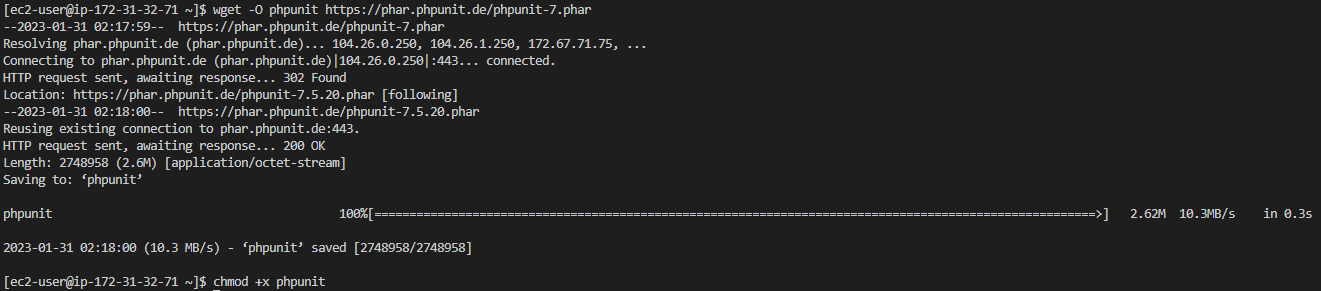 [ec2-user@ip-172-31-32-71 ~]$ wget -O phpunit https://phar.phpunit.de/phpunit-7.phar
--2023-01-31 02:17:59--  https://phar.phpunit.de/phpunit-7.phar
Resolving phar.phpunit.de (phar.phpunit.de)... 104.26.0.250, 104.26.1.250, 172.67.71.75, ...
Connecting to phar.phpunit.de (phar.phpunit.de)|104.26.0.250|:443... connected.
HTTP request sent, awaiting response... 302 Found
Location: https://phar.phpunit.de/phpunit-7.5.20.phar [following]
--2023-01-31 02:18:00--  https://phar.phpunit.de/phpunit-7.5.20.phar
Reusing existing connection to phar.phpunit.de:443.
HTTP request sent, awaiting response... 200 OK
Length: 2748958 (2.6M) [application/octet-stream]
Saving to: ‘phpunit’
phpunit 100%[=======================================================================================================>] 2.62M 10.3MB/s in 0.3s
2023-01-31 02:18:00 (10.3 MB/s) - ‘phpunit’ saved [2748958/2748958]
[ec2-user@ip-172-31-32-71 ~]$ chmod +x phpunit